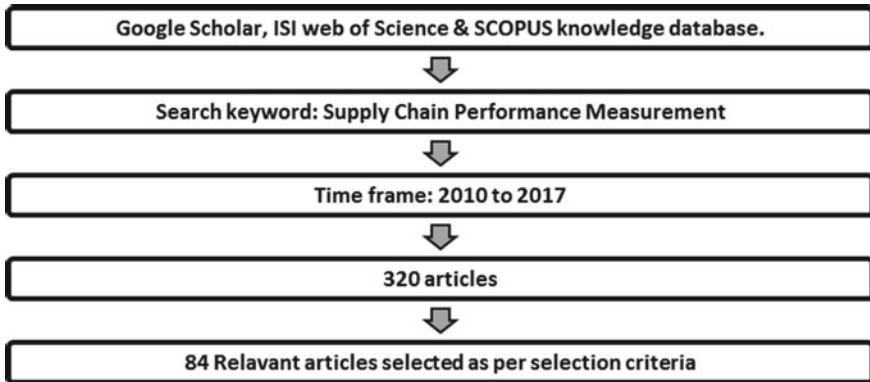 Google Scholar, ISI web of Science & SCOPUS knowledge database.
Search keyword: Supply Chain Performance Measurement
Time frame: 2010 to 2017
320 articles
84 Relavant articles selected as per selection criteria